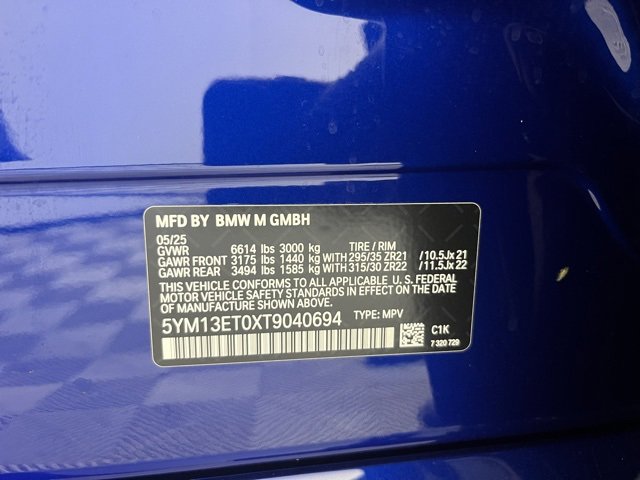 MFD BY BMW M GMBH
05/25
GVWR 6614 lbs 3000 kg TIRE / RIM
GAWR FRONT 3175 lbs 1440 kg WITH 295/35 ZR21 /10.5Jx 21
GAWR REAR 3494 lbs 1585 kg WITH 315/30 ZR22 /11.5Jx 22
THIS VEHICLE CONFORMS TO ALL APPLICABLE U. S. FEDERAL
MOTOR VEHICLE SAFETY STANDARDS IN EFFECT ON THE DATE
OF MANUFACTURE SHOWN ABOVE.
5YM13ET0XT9040694 TYPE: MPV
C1K
7 320 729